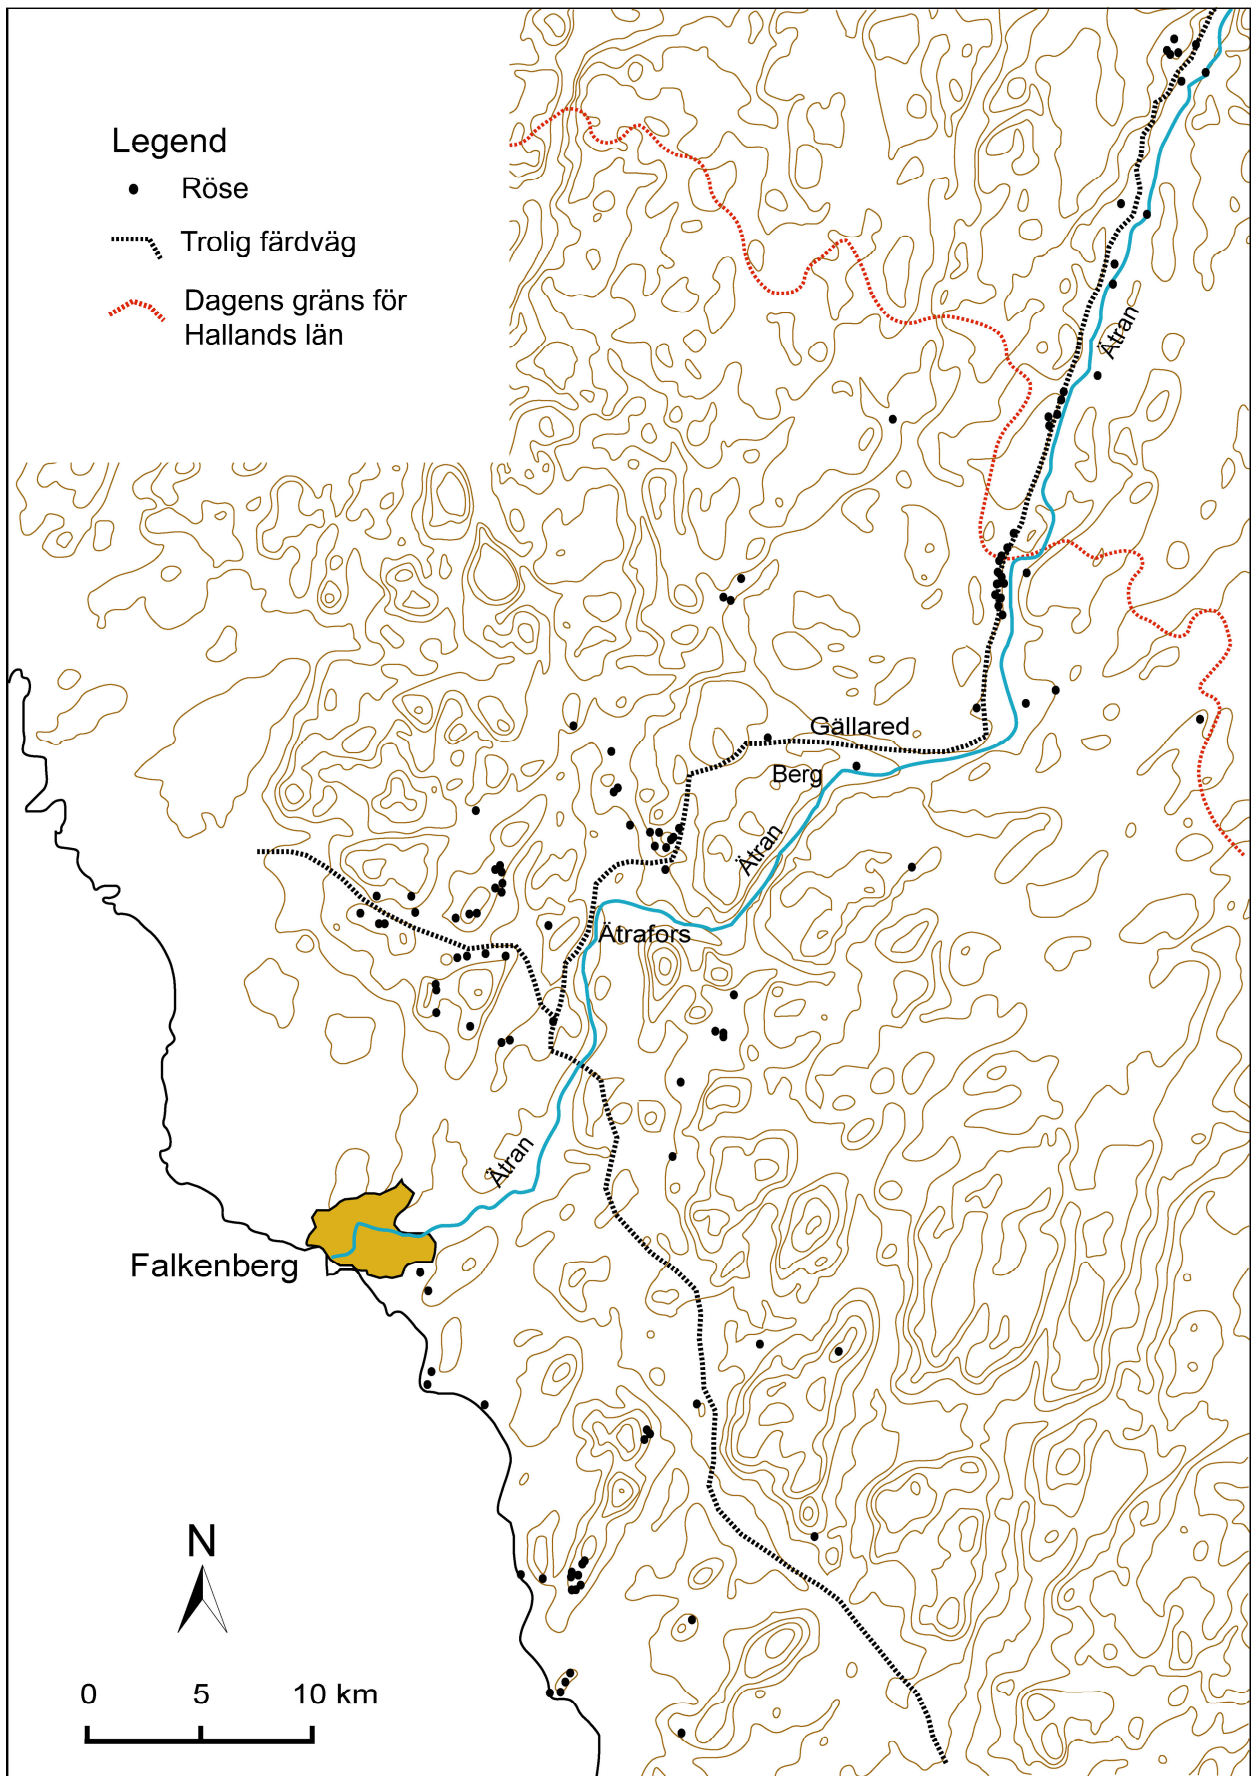 Legend
Röse
Trolig färdväg
Dagens gräns för
Hallands län
Ätran
Gällared
Berg
Ätran
Ätrafors
Ätran
Falkenberg
N
0 5 10 km